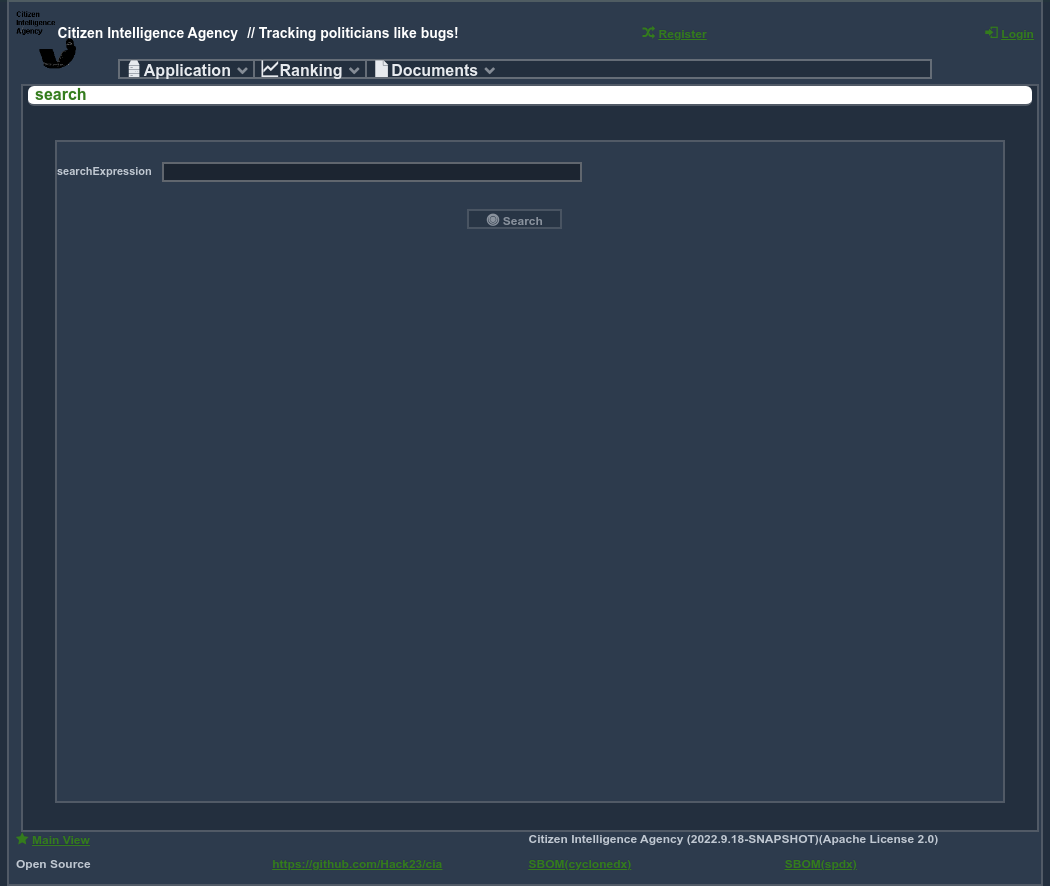 Citizen
Intelligence
Agency
Citizen Intelligence Agency // Tracking politicians like bugs!
Register
Login
Application
Ranking
Documents
search
searchExpression
Search
Main View
Citizen Intelligence Agency (2022.9.18-SNAPSHOT)(Apache License 2.0)
Open Source
https://github.com/Hack23/cia
SBOM(cyclonedx)
SBOM(spdx)